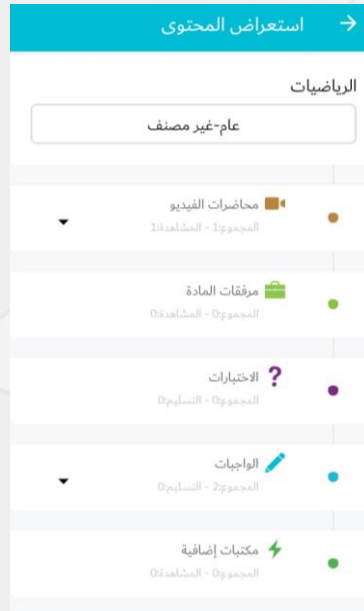 استعراض المحتوى
الرياضيات
عام-غير مصنف
محاضرات الفيديو
المجموع:1 - المشاهدة:1
مرفقات المادة
المجموع:0 - المشاهدة:0
الاختبارات
المجموع:0 - التسليم:0
الواجبات
المجموع:2 - التسليم:0
مكتبات إضافية
المجموع:0 - المشاهدة:0